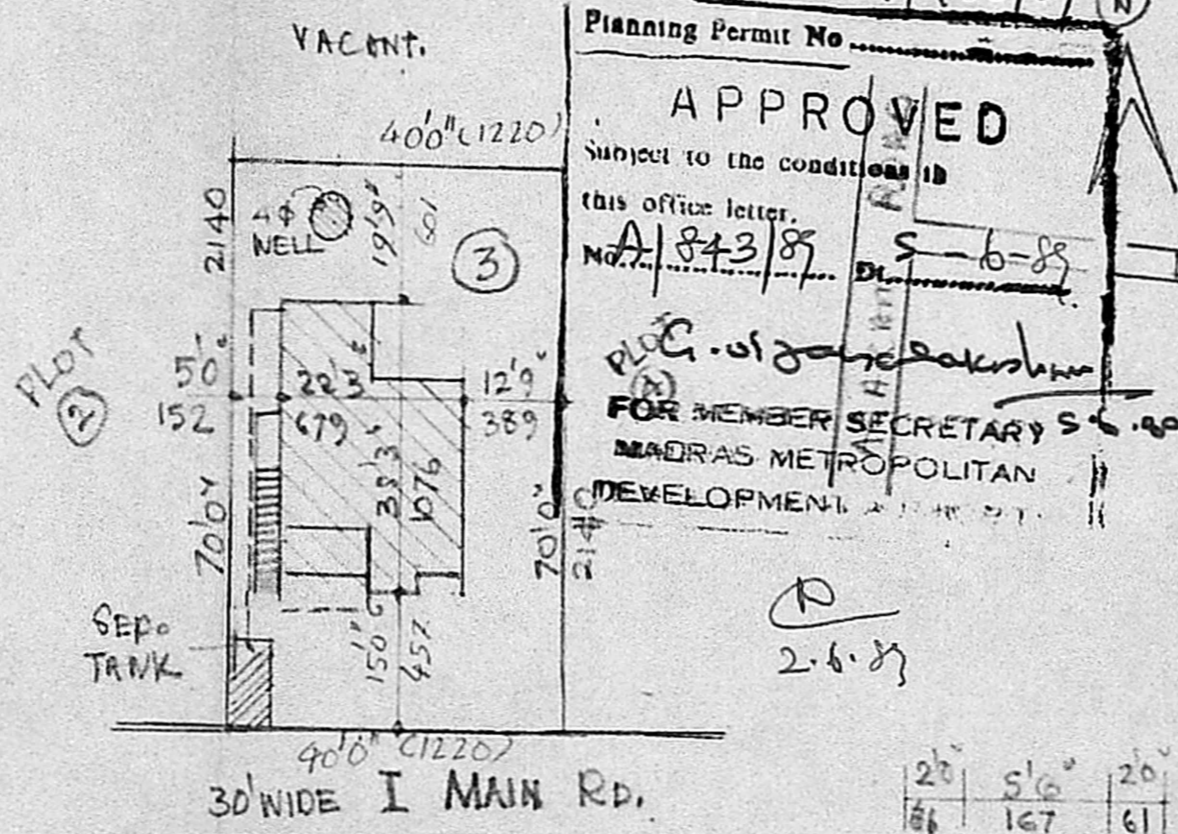 VACANT.
40'0" (1220)
2140
4'Φ
WELL
19'9"
601
3
PLOT
2
5'0"
152
22'3"
679
12'9"
389
35'3"
1076
70'0"
70'0"
2140
SEP.
TANK
15'0"
457
40'0" (1220)
30' WIDE I MAIN RD.
N
Planning Permit No
APPROVED
Subject to the conditions in
this office letter.
No. A/843/89 Dt. 5-6-89
PLOT
FOR MEMBER SECRETARY
MADRAS METROPOLITAN
DEVELOPMENT
2.6.89
2'0" 5'6" 2'0"
167 61